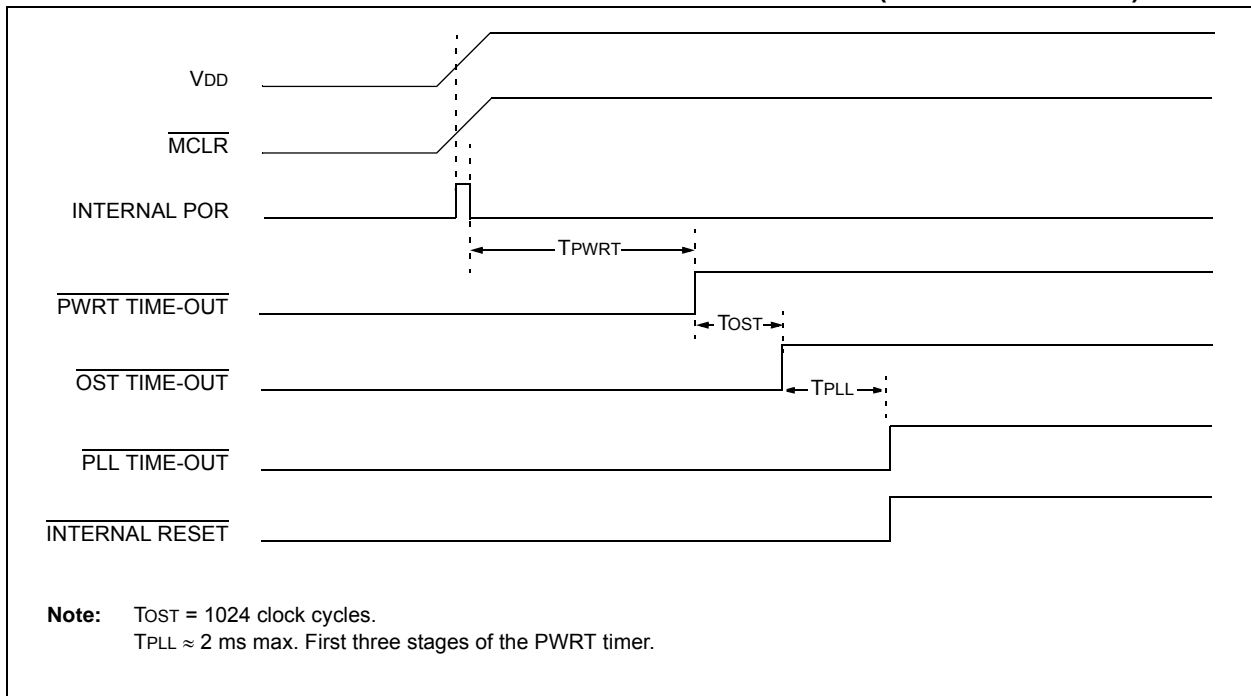 VDD
MCLR
INTERNAL POR
TPWRT
PWRT TIME-OUT
TOST
OST TIME-OUT
TPLL
PLL TIME-OUT
INTERNAL RESET
Note: TOST = 1024 clock cycles.
TPLL ≈ 2 ms max. First three stages of the PWRT timer.